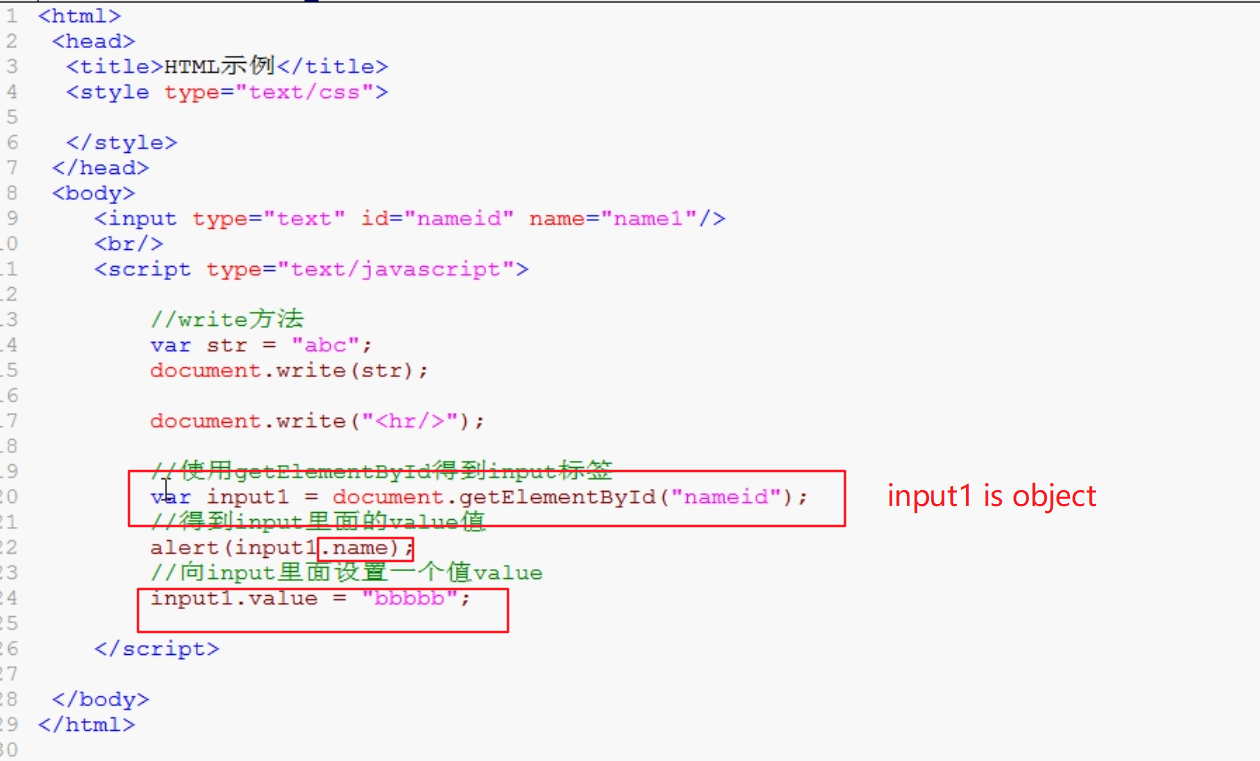 1 <html>
2 <head>
3 <title>HTML示例</title>
4 <style type="text/css">
5
6 </style>
7 </head>
8 <body>
9 <input type="text" id="nameid" name="name1"/>
10 <br/>
11 <script type="text/javascript">
12
13 //write方法
14 var str = "abc";
15 document.write(str);
16
17 document.write("<hr/>");
18
19 //使用getElementById得到input标签
20 var input1 = document.getElementById("nameid"); input1 is object
21 //得到input里面的value值
22 alert(input1.name);
23 //向input里面设置一个值value
24 input1.value = "bbbbb";
25
26 </script>
27
28 </body>
29 </html>
30